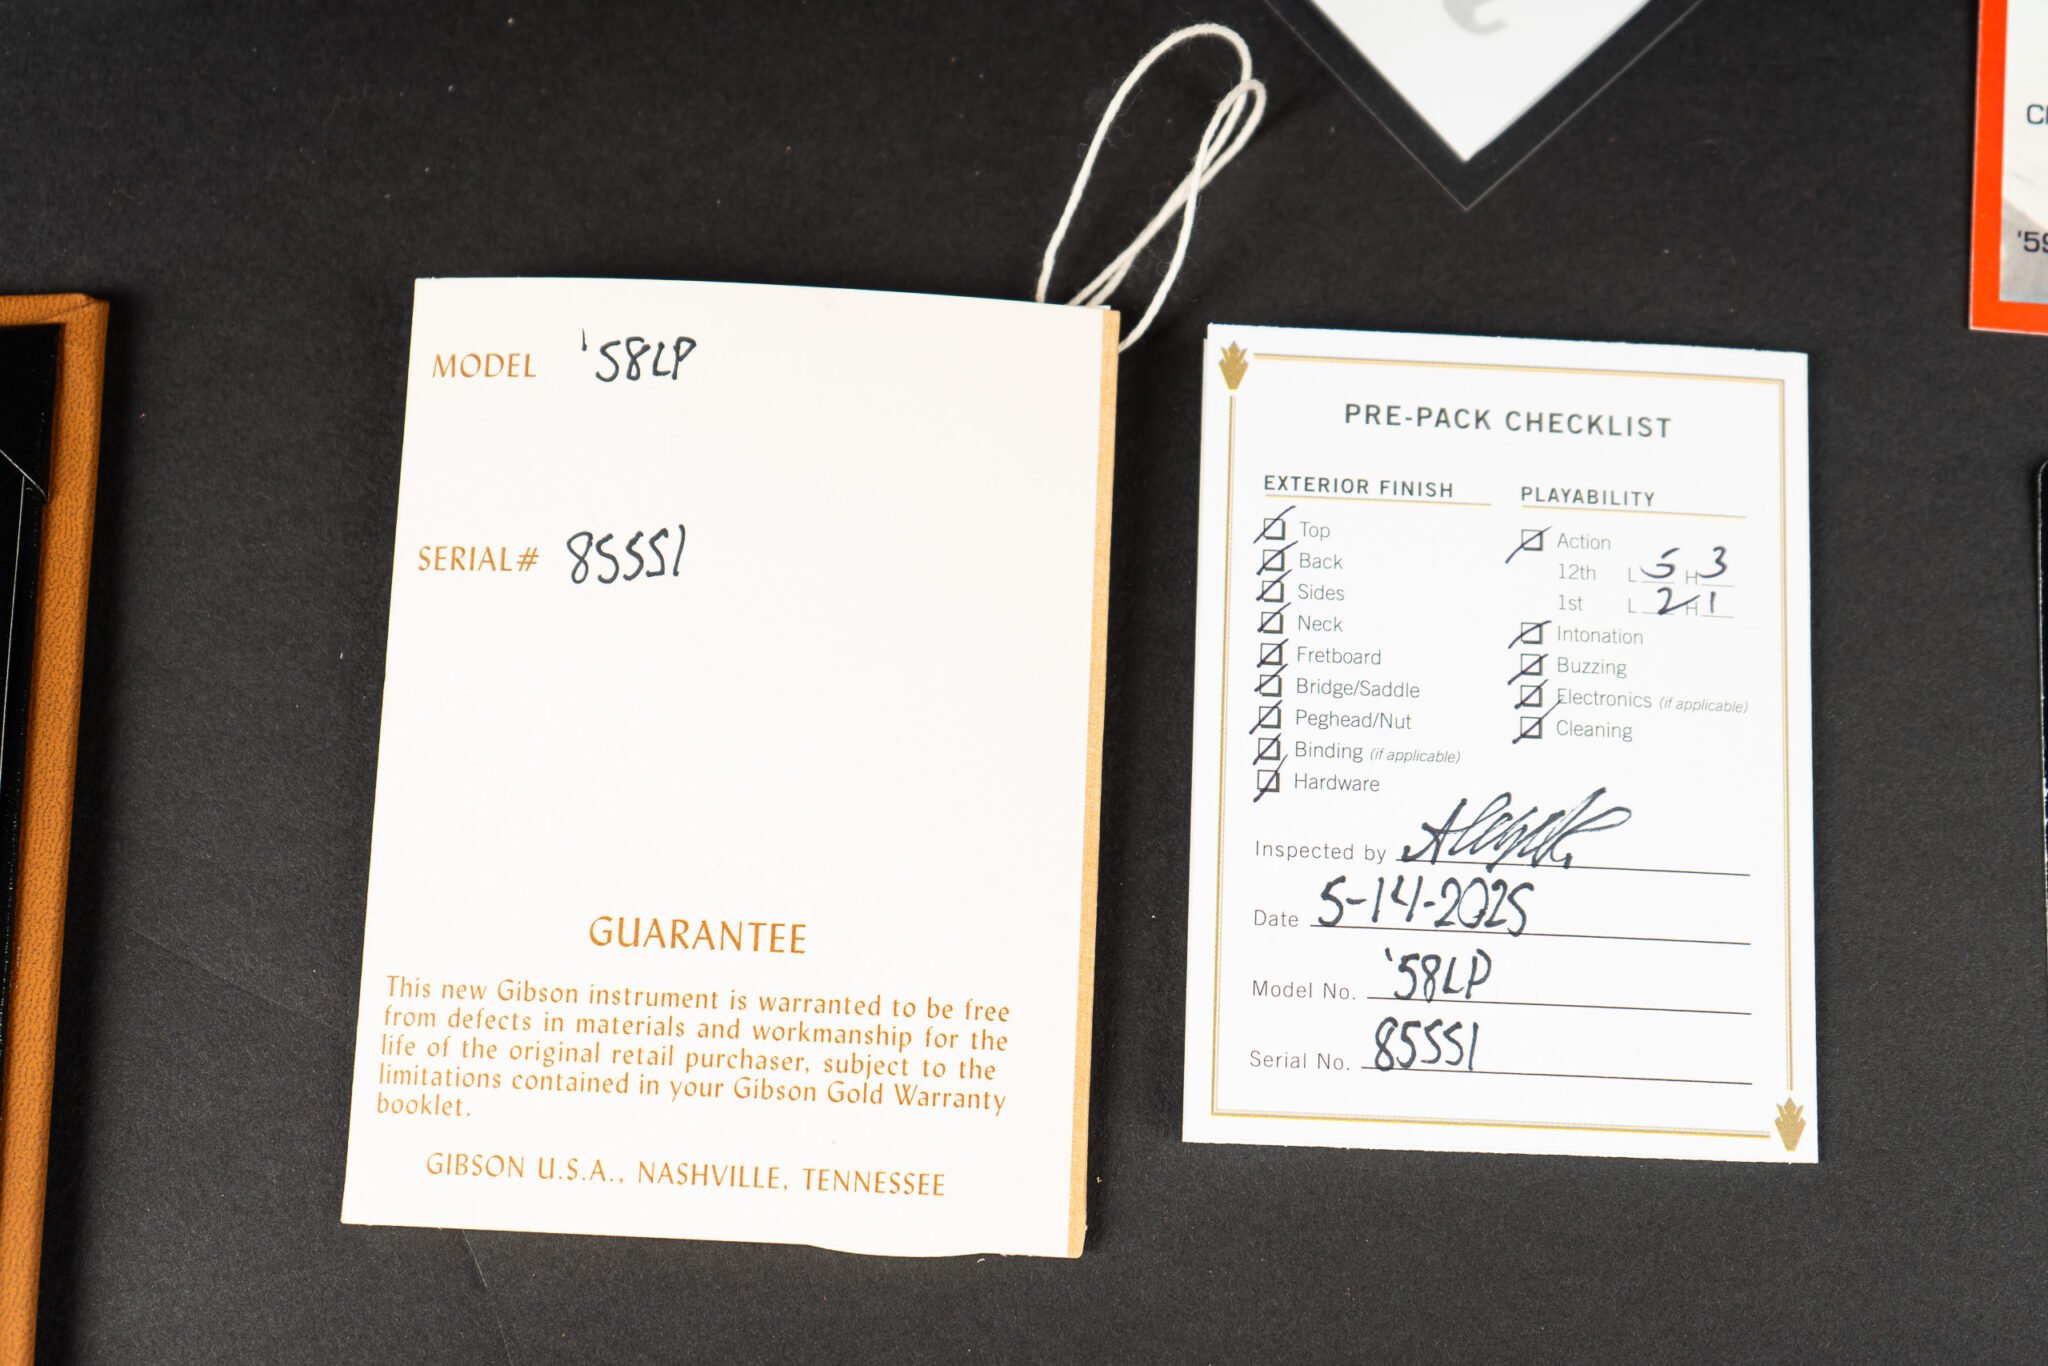 MODEL '58LP
SERIAL# 85551
GUARANTEE
This new Gibson instrument is warranted to be free
from defects in materials and workmanship for the
life of the original retail purchaser, subject to the
limitations contained in your Gibson Gold Warranty
booklet.
GIBSON U.S.A., NASHVILLE, TENNESSEE
PRE-PACK CHECKLIST
EXTERIOR FINISH
Top
Back
Sides
Neck
Fretboard
Bridge/Saddle
Peghead/Nut
Binding (if applicable)
Hardware
PLAYABILITY
Action
12th L 5 H 3
1st L 2 H 1
Intonation
Buzzing
Electronics (if applicable)
Cleaning
Inspected by
Date 5-14-2025
Model No. '58LP
Serial No. 85551